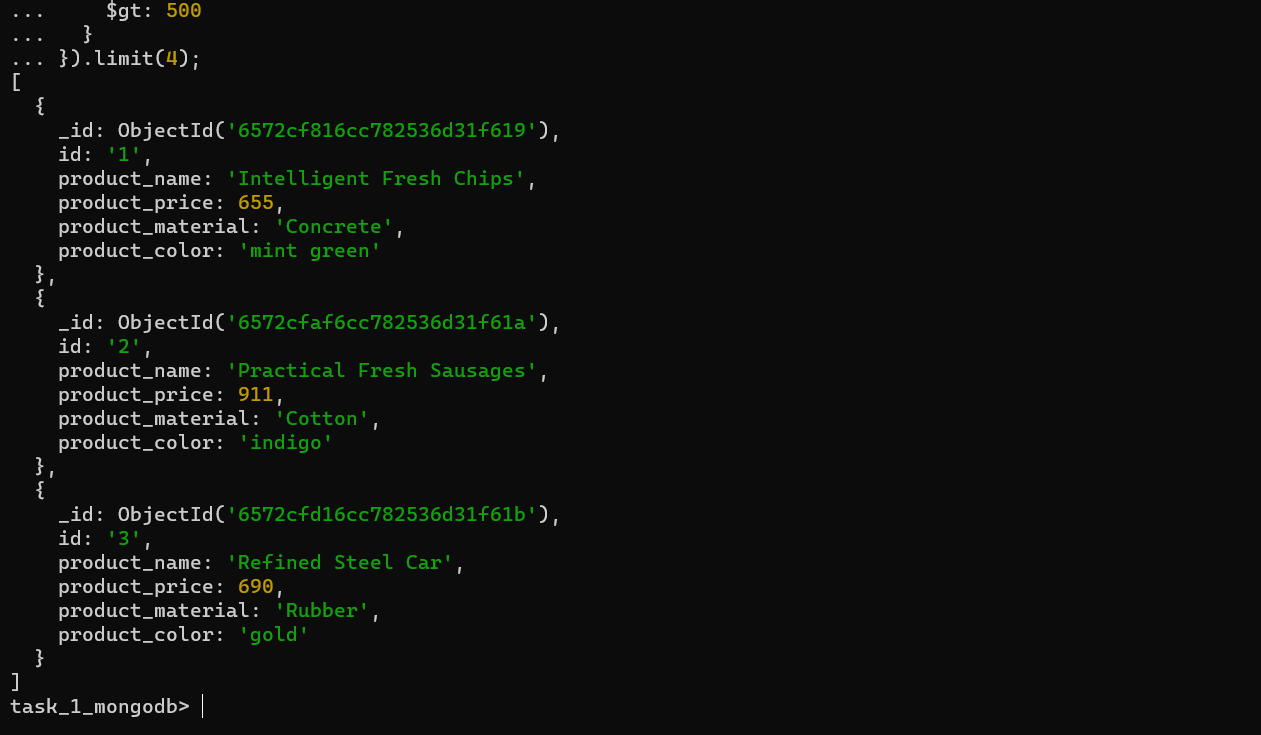 ...     $gt: 500
...   }
... }).limit(4);
[
  {
    _id: ObjectId('6572cf816cc782536d31f619'),
    id: '1',
    product_name: 'Intelligent Fresh Chips',
    product_price: 655,
    product_material: 'Concrete',
    product_color: 'mint green'
  },
  {
    _id: ObjectId('6572cfaf6cc782536d31f61a'),
    id: '2',
    product_name: 'Practical Fresh Sausages',
    product_price: 911,
    product_material: 'Cotton',
    product_color: 'indigo'
  },
  {
    _id: ObjectId('6572cfd16cc782536d31f61b'),
    id: '3',
    product_name: 'Refined Steel Car',
    product_price: 690,
    product_material: 'Rubber',
    product_color: 'gold'
  }
]
task_1_mongodb>